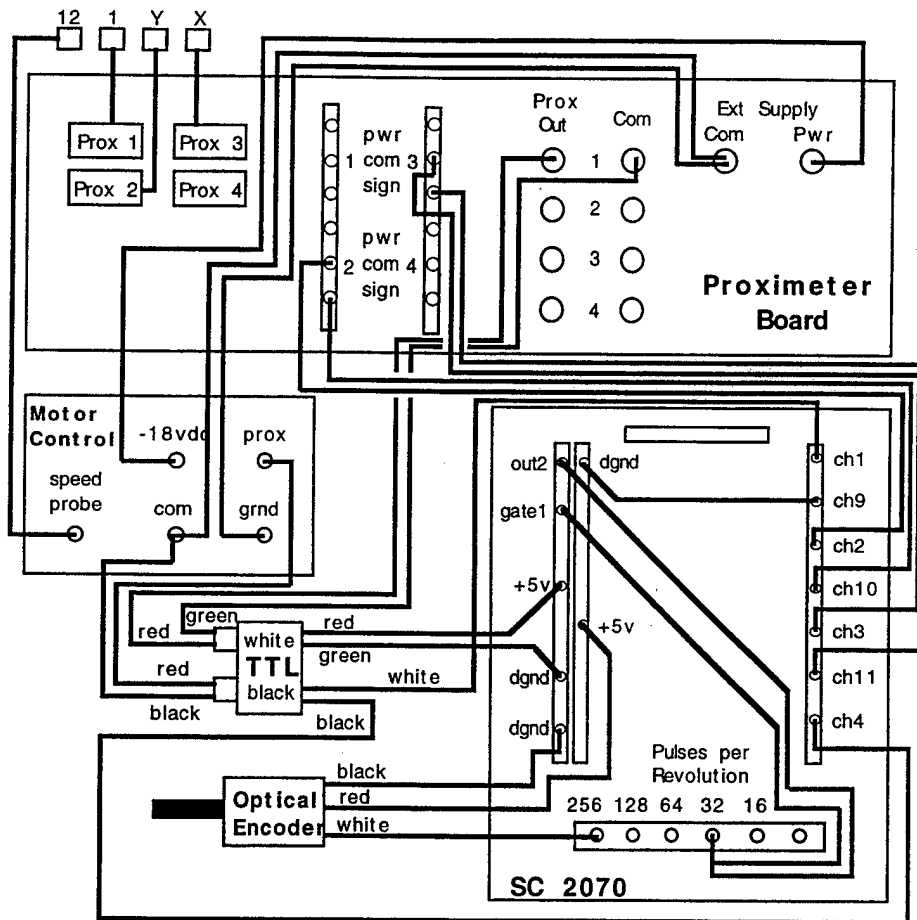 12 1 Y X
Prox 1
Prox 3
Prox 2
Prox 4
pwr
1 com 3
sign
pwr
2 com 4
sign
Prox
Out
Com
1
2
3
4
Ext Supply
Com
Pwr
Proximeter
Board
Motor
Control
-18vdc
prox
speed
probe
com
grnd
green
red
red
black
white
TTL
black
red
green
white
black
out2
gate1
+5v
dgnd
dgnd
dgnd
+5v
ch1
ch9
ch2
ch10
ch3
ch11
ch4
Pulses per
Revolution
256 128 64 32 16
black
red
white
Optical
Encoder
SC 2070